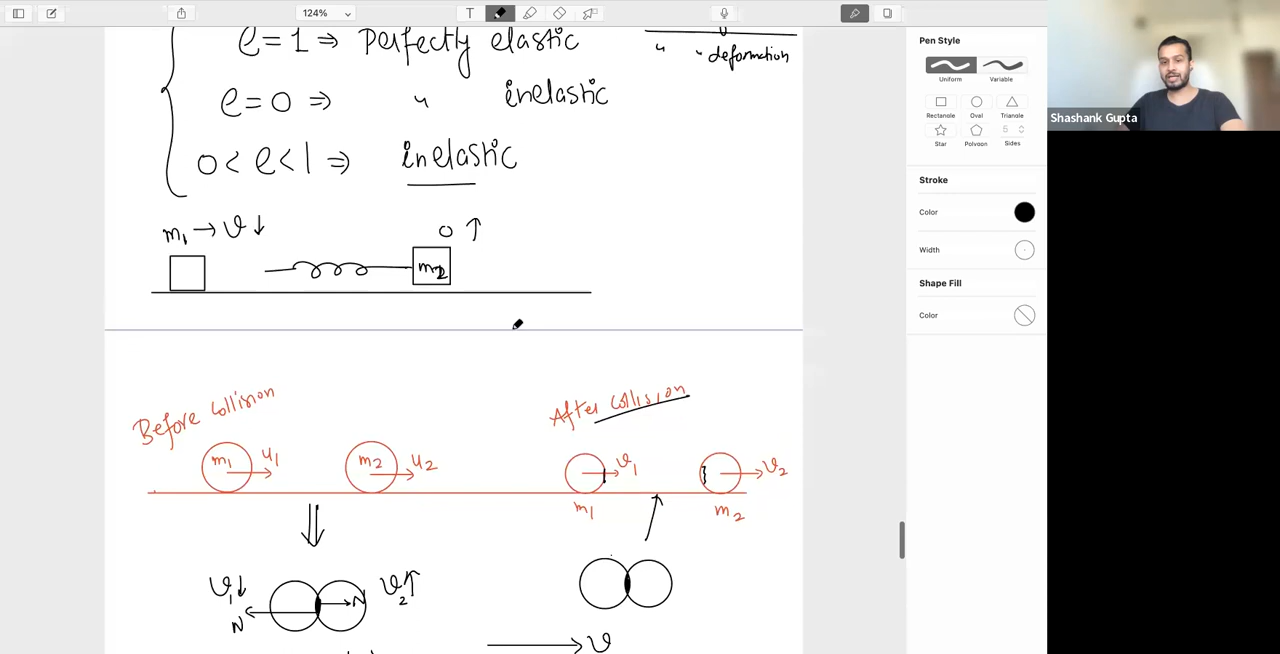 124%
T
e = 1 ⇒ Perfectly elastic
" " deformation
e = 0 ⇒ " inelastic
0 < e < 1 ⇒ inelastic
m₁ → v ↓
0 ↑
m₂
Before Collision
After Collision
m₁ u₁
m₂ u₂
v₁
v₂
m₁
m₂
v₁↓
v₂↑
N
N
v
Pen Style
Uniform
Variable
Rectangle
Oval
Triangle
Star
Polygon
5
Sides
Stroke
Color
Width
Shape Fill
Color
Shashank Gupta